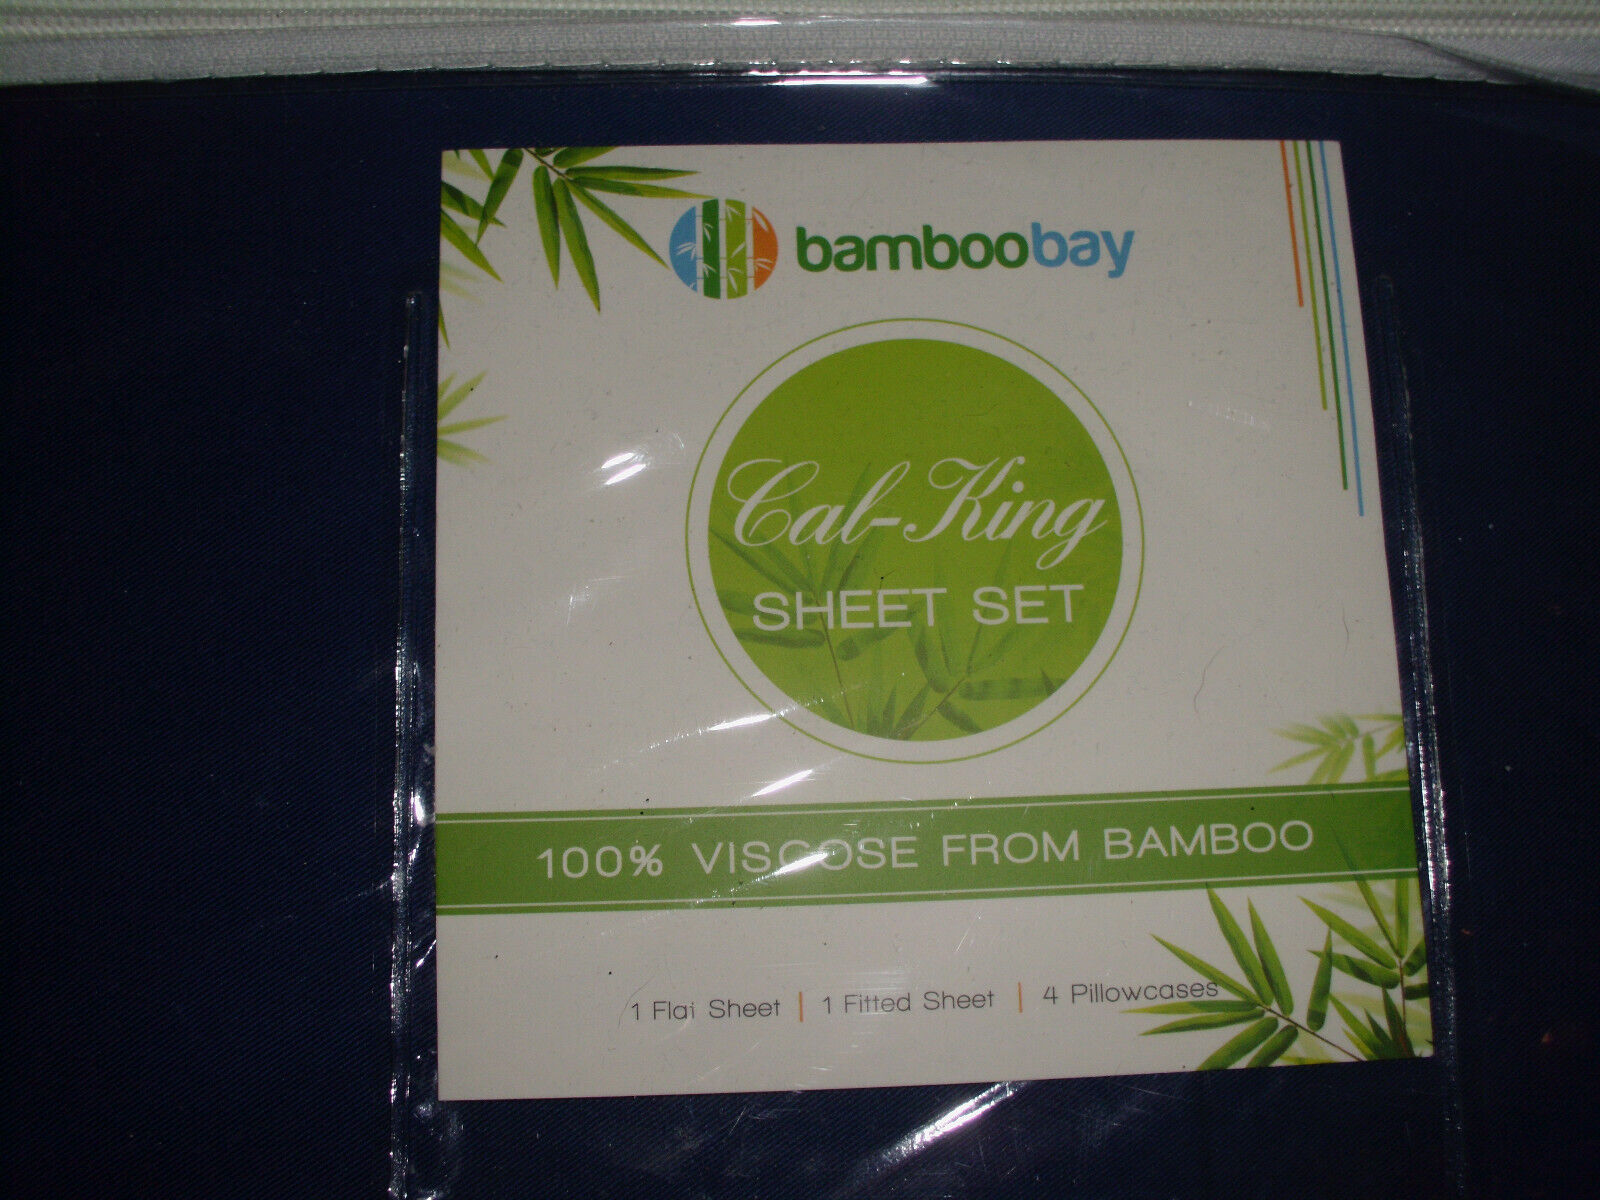 bamboobay
Cal-King
SHEET SET
100% VISCOSE FROM BAMBOO
1 Flat Sheet | 1 Fitted Sheet | 4 Pillowcases